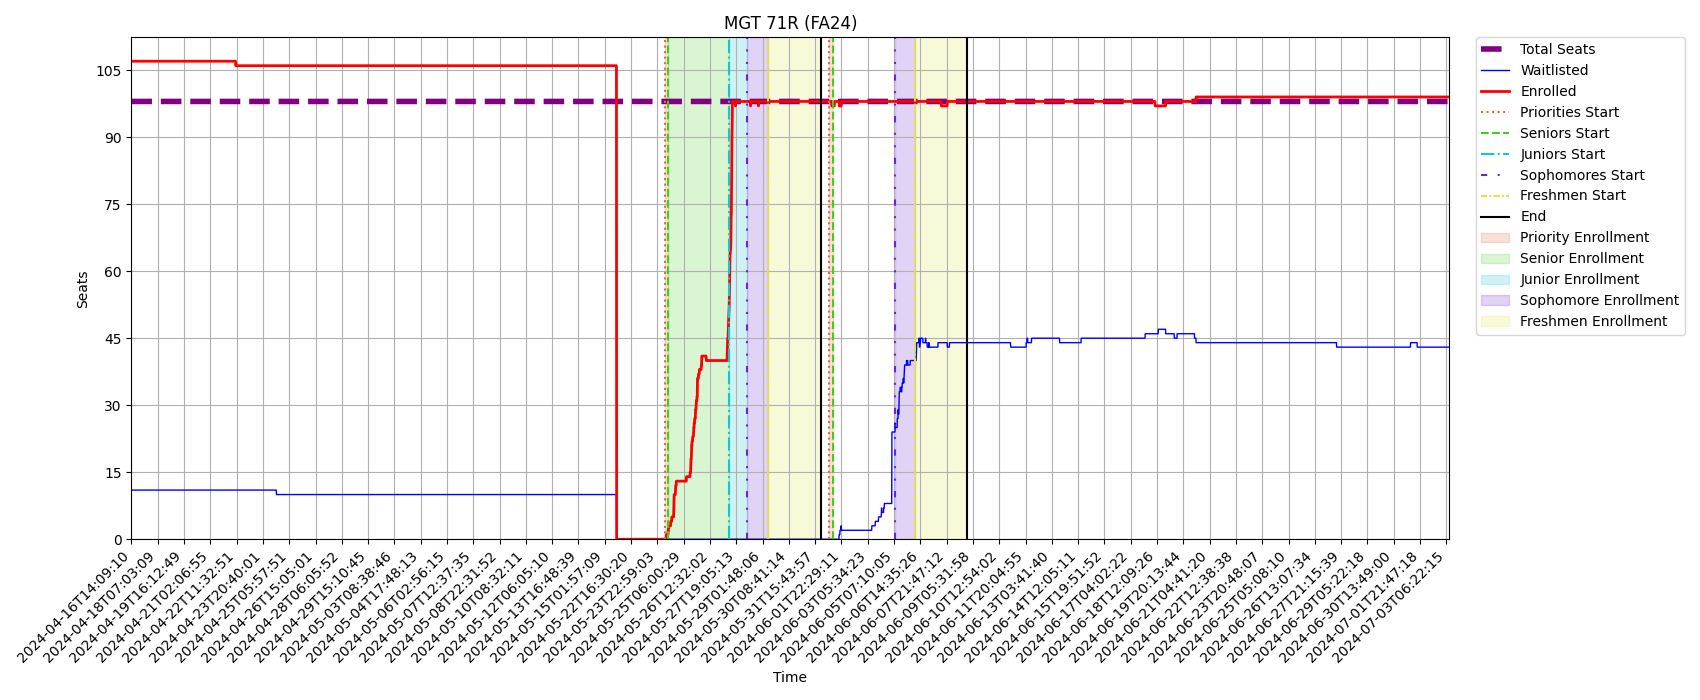 MGT 71R (FA24)
Seats
105
90
75
60
45
30
15
0
2024-04-16T14:09:10
2024-04-18T07:03:09
2024-04-19T16:12:49
2024-04-21T02:06:55
2024-04-22T11:32:51
2024-04-23T20:40:01
2024-04-25T05:57:51
2024-04-26T15:05:01
2024-04-28T06:05:52
2024-04-29T15:10:45
2024-05-03T08:38:46
2024-05-04T17:48:13
2024-05-06T02:56:15
2024-05-07T12:37:35
2024-05-08T22:31:52
2024-05-10T08:32:11
2024-05-12T06:05:10
2024-05-13T16:48:39
2024-05-15T01:57:09
2024-05-22T16:30:20
2024-05-23T22:59:03
2024-05-25T06:00:29
2024-05-26T12:32:02
2024-05-27T19:05:13
2024-05-29T01:48:06
2024-05-30T08:41:14
2024-05-31T15:43:57
2024-06-01T22:29:11
2024-06-03T05:34:23
2024-06-05T07:10:05
2024-06-06T14:35:26
2024-06-07T21:47:12
2024-06-09T05:31:58
2024-06-10T12:54:02
2024-06-11T20:04:55
2024-06-13T03:41:40
2024-06-14T12:05:11
2024-06-15T19:51:52
2024-06-17T04:02:22
2024-06-18T12:09:26
2024-06-19T20:13:44
2024-06-21T04:41:20
2024-06-22T12:38:38
2024-06-23T20:48:07
2024-06-25T05:08:10
2024-06-26T13:07:34
2024-06-27T21:15:39
2024-06-29T05:22:18
2024-06-30T13:49:00
2024-07-01T21:47:18
2024-07-03T06:22:15
Time
Total Seats
Waitlisted
Enrolled
Priorities Start
Seniors Start
Juniors Start
Sophomores Start
Freshmen Start
End
Priority Enrollment
Senior Enrollment
Junior Enrollment
Sophomore Enrollment
Freshmen Enrollment